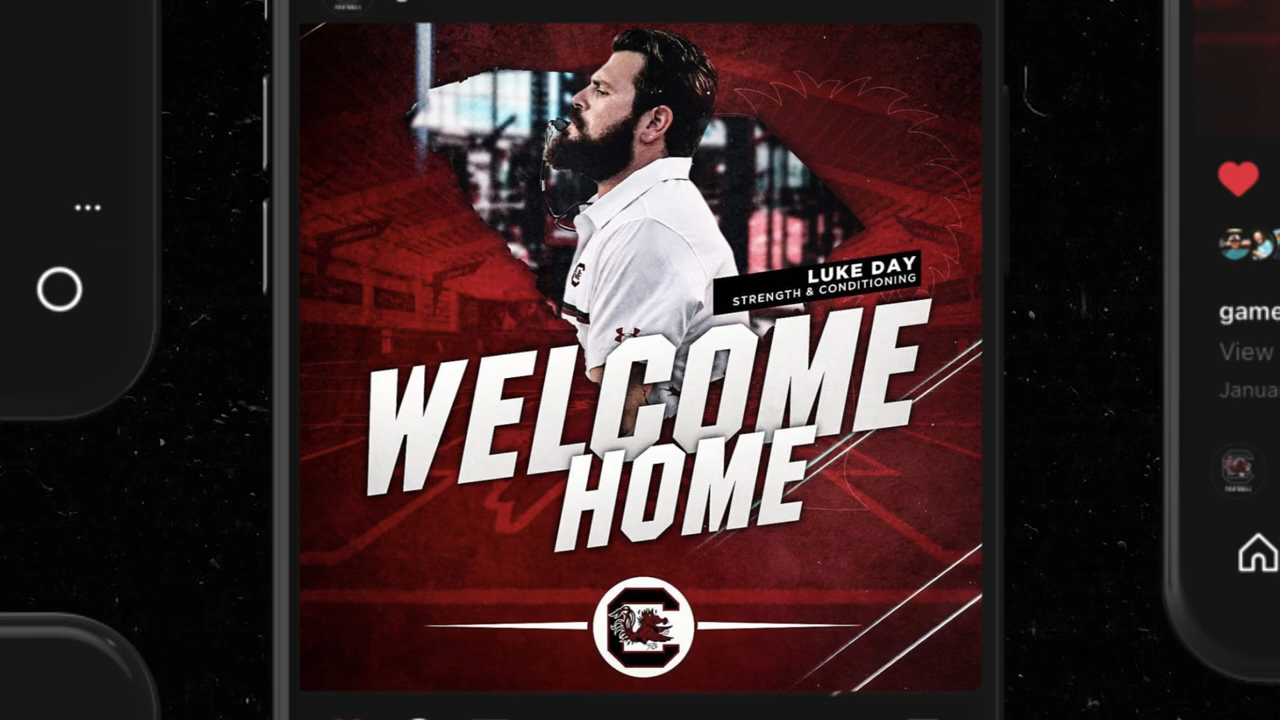 LUKE DAY
STRENGTH & CONDITIONING
WELCOME
HOME
C
game
View
Janua